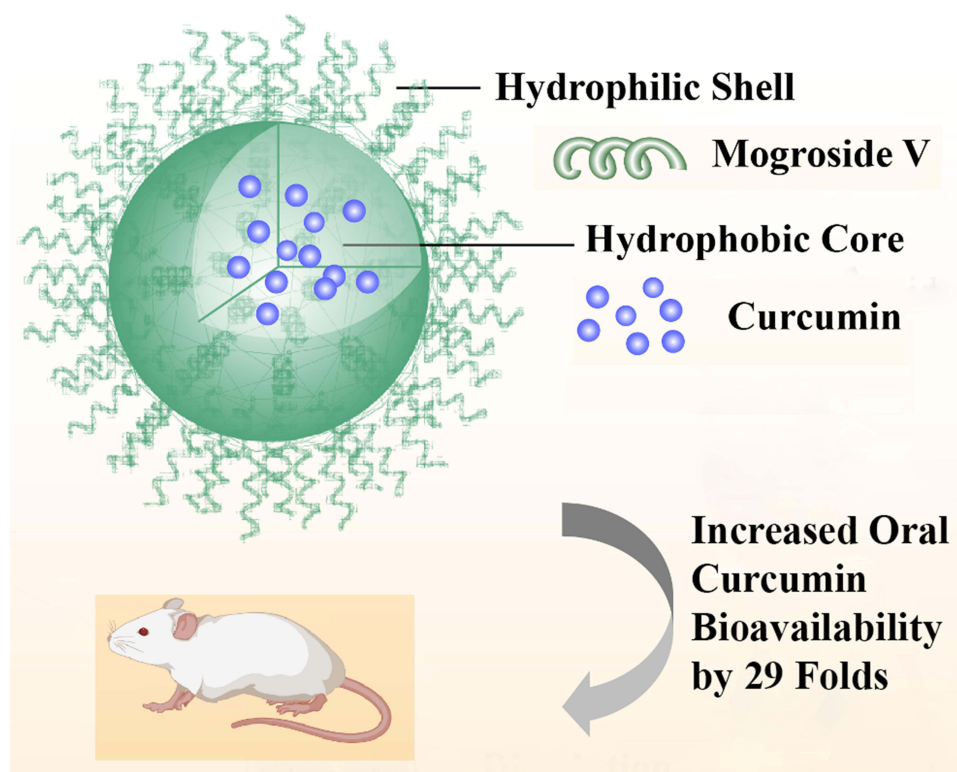 Hydrophilic Shell
Mogroside V
Hydrophobic Core
Curcumin
Increased Oral
Curcumin
Bioavailability
by 29 Folds